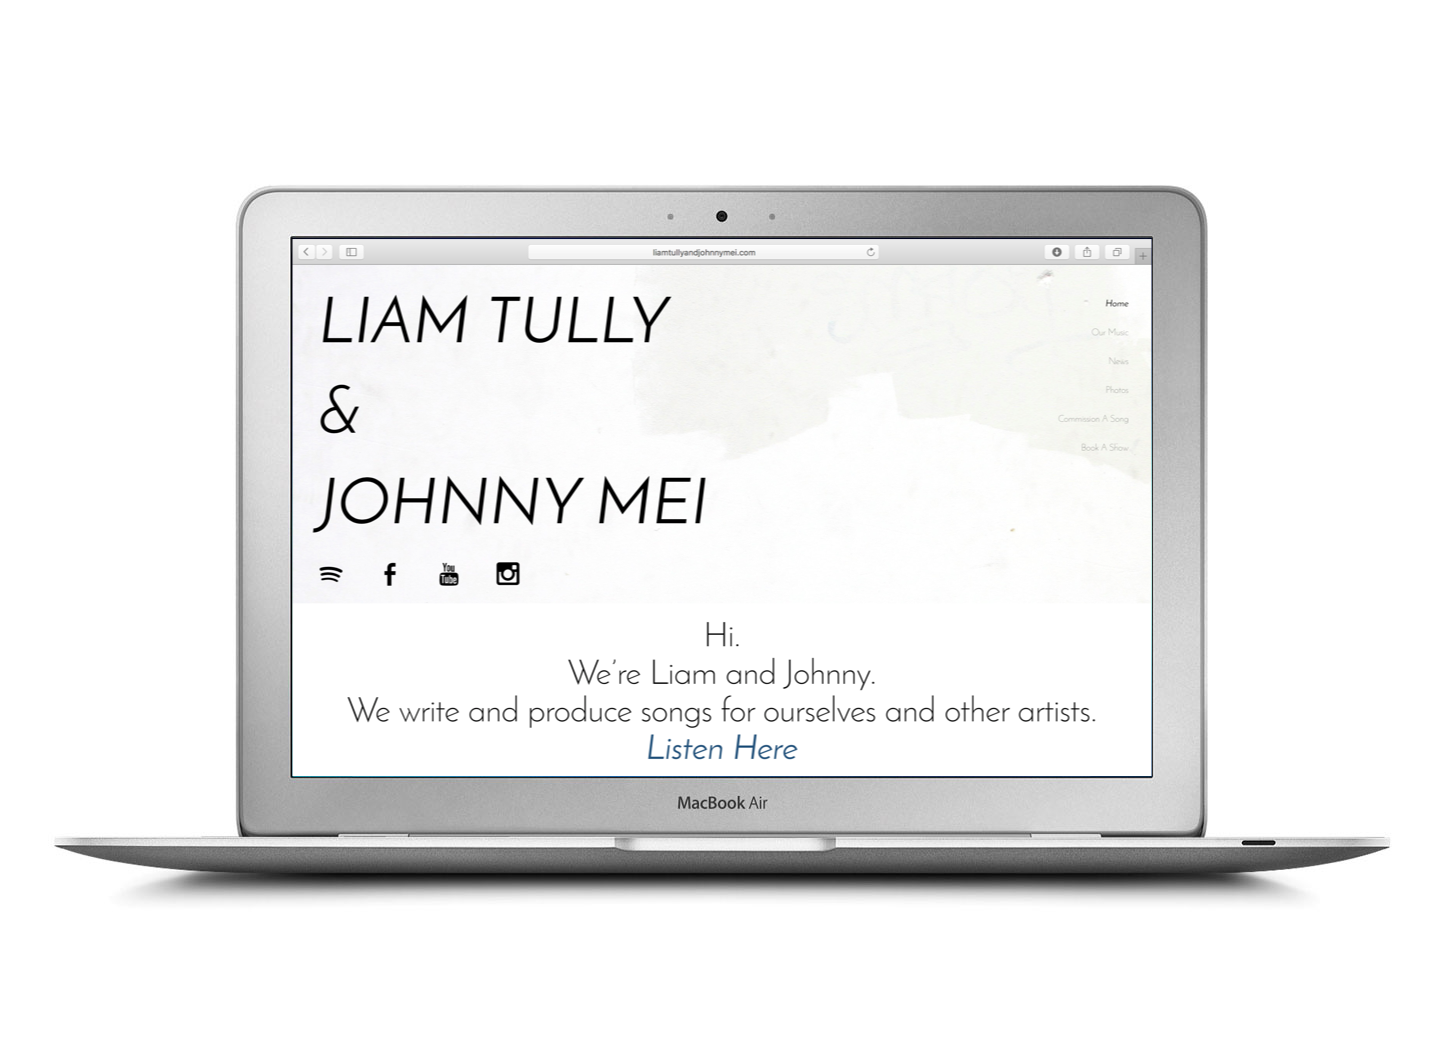 liamtullyandjohnnymei.com
LIAM TULLY
&
JOHNNY MEI
Home
Our Music
News
Photos
Commission A Song
Book A Show
You
Tube
Hi.
We're Liam and Johnny.
We write and produce songs for ourselves and other artists.
Listen Here
MacBook Air